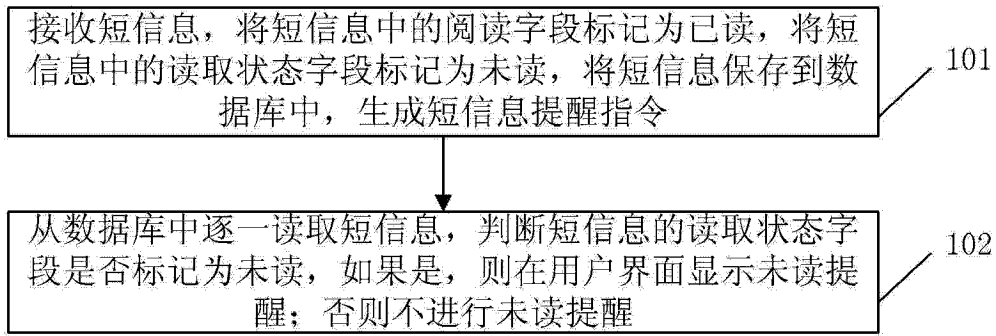 接收短信息，将短信息中的阅读字段标记为已读，将短
信息中的读取状态字段标记为未读，将短信息保存到数
据库中，生成短信息提醒指令
101
从数据库中逐一读取短信息，判断短信息的读取状态字
段是否标记为未读，如果是，则在用户界面显示未读提
醒；否则不进行未读提醒
102